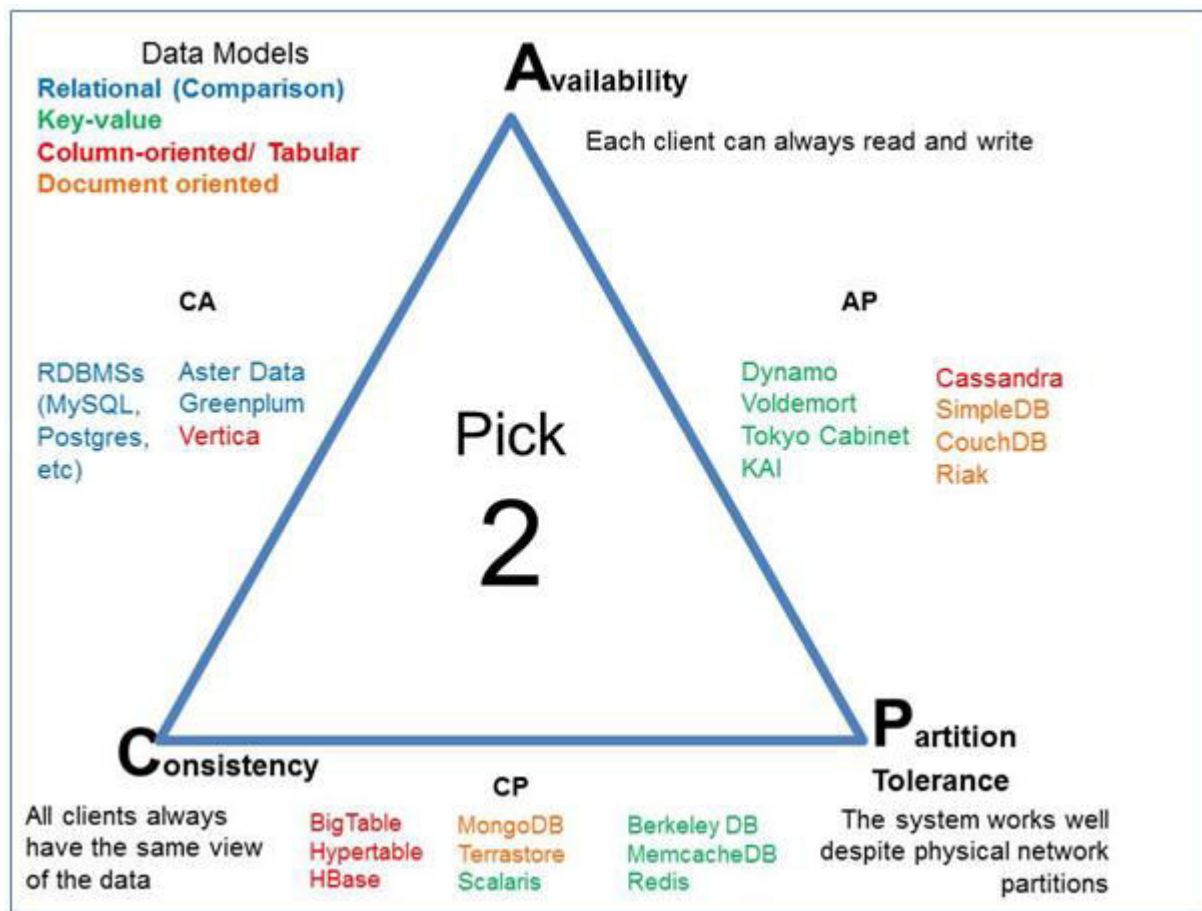 Data Models
Relational (Comparison)
Key-value
Column-oriented/ Tabular
Document oriented
Availability
Each client can always read and write
CA
RDBMSs
(MySQL,
Postgres,
etc)
Aster Data
Greenplum
Vertica
Pick
2
AP
Dynamo
Voldemort
Tokyo Cabinet
KAI
Cassandra
SimpleDB
CouchDB
Riak
Consistency
All clients always
have the same view
of the data
CP
BigTable
Hypertable
HBase
MongoDB
Terrastore
Scalaris
Berkeley DB
MemcacheDB
Redis
Partition
Tolerance
The system works well
despite physical network
partitions